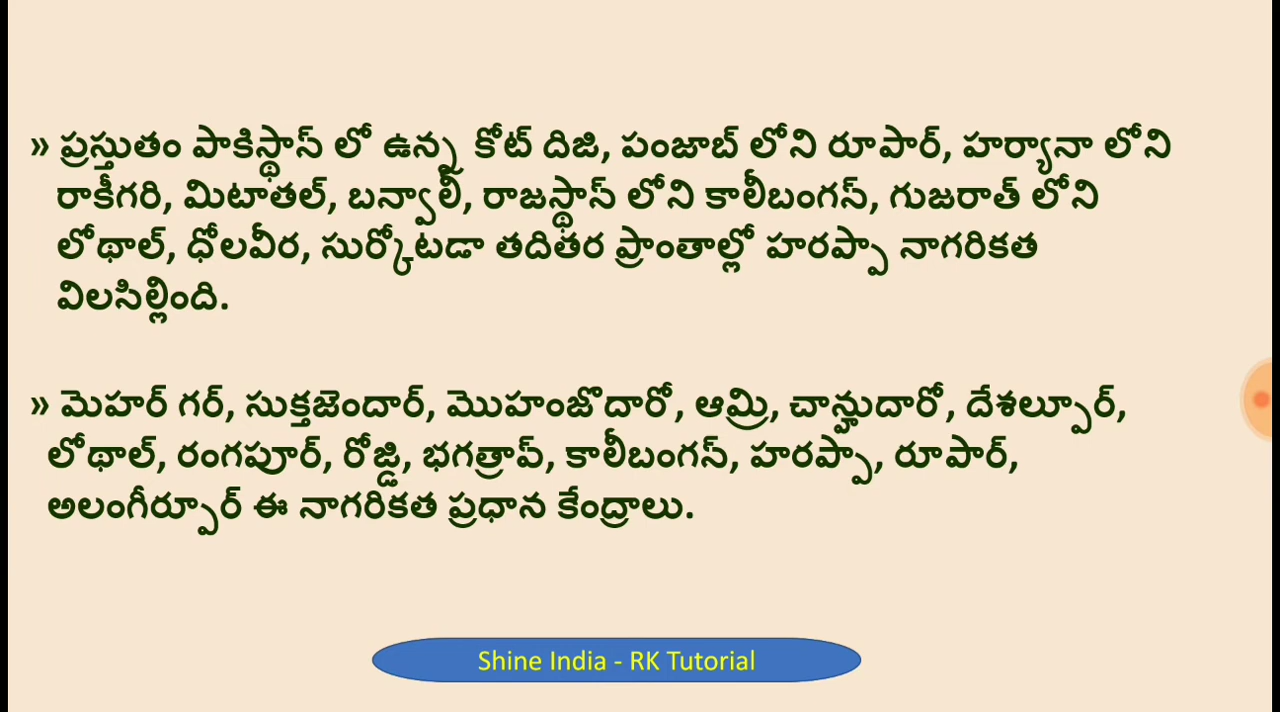 » ప్రస్తుతం పాకిస్థాన్ లో ఉన్న కోట్ దిజి, పంజాబ్ లోని రూపార్, హర్యానా లోని
రాకీగరి, మిటాతల్, బన్వాలీ, రాజస్థాన్ లోని కాలీబంగన్, గుజరాత్ లోని
లోథాల్, ధోలవీర, సుర్కోటడా తదితర ప్రాంతాల్లో హరప్పా నాగరికత
విలసిల్లింది.
» మెహర్ గర్, సుక్తజెందార్, మొహంజొదారో, ఆమ్రి, చాన్హుదారో, దేశల్పూర్,
లోథాల్, రంగపూర్, రోజ్డి, భగత్రావ్, కాలీబంగన్, హరప్పా, రూపార్,
అలంగీర్పూర్ ఈ నాగరికత ప్రధాన కేంద్రాలు.
Shine India - RK Tutorial